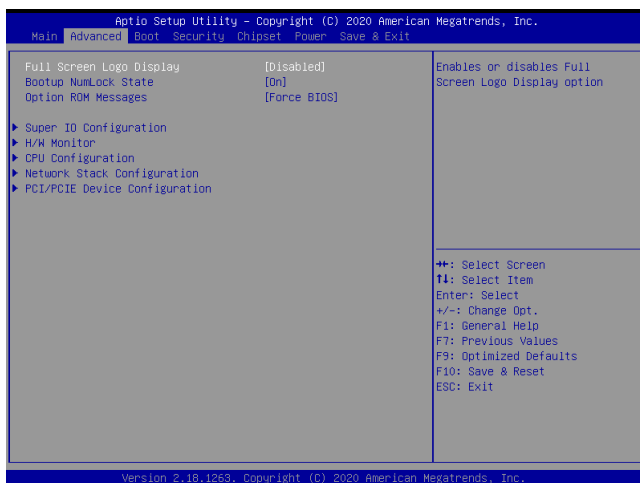 Aptio Setup Utility – Copyright (C) 2020 American Megatrends, Inc.
Main Advanced Boot Security Chipset Power Save & Exit
Full Screen Logo Display [Disabled]
Bootup NumLock State [On]
Option ROM Messages [Force BIOS]
▶ Super IO Configuration
▶ H/W Monitor
▶ CPU Configuration
▶ Network Stack Configuration
▶ PCI/PCIE Device Configuration
Enables or disables Full
Screen Logo Display option
→←: Select Screen
↑↓: Select Item
Enter: Select
+/-: Change Opt.
F1: General Help
F7: Previous Values
F9: Optimized Defaults
F10: Save & Reset
ESC: Exit
Version 2.18.1263. Copyright (C) 2020 American Megatrends, Inc.